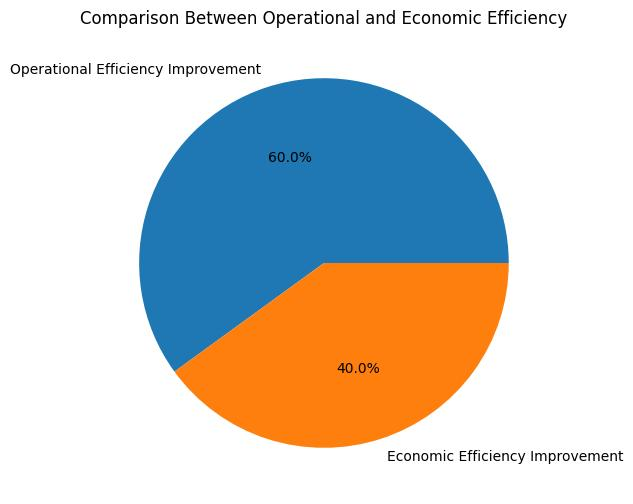 Comparison Between Operational and Economic Efficiency
Operational Efficiency Improvement
60.0%
40.0%
Economic Efficiency Improvement